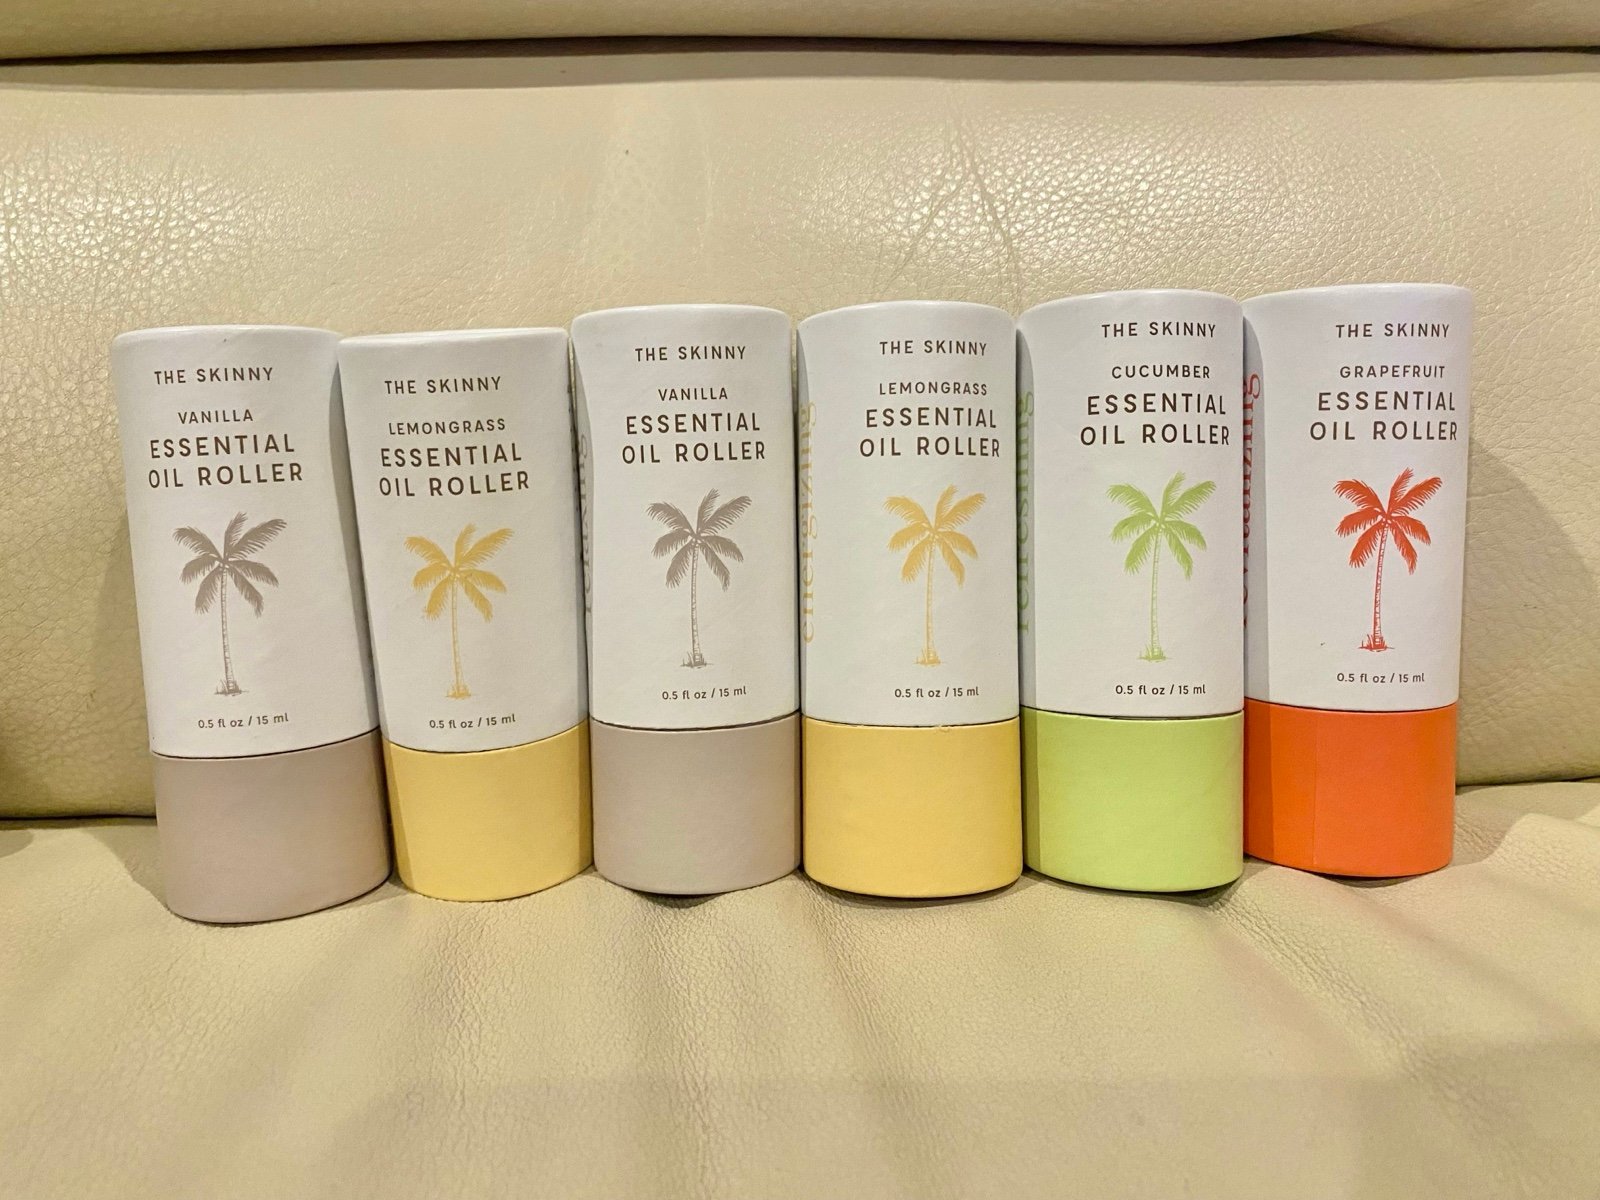 THE SKINNY
VANILLA
ESSENTIAL
OIL ROLLER
0.5 fl oz / 15 ml
THE SKINNY
LEMONGRASS
ESSENTIAL
OIL ROLLER
0.5 fl oz / 15 ml
relaxing
THE SKINNY
VANILLA
ESSENTIAL
OIL ROLLER
0.5 fl oz / 15 ml
energizing
THE SKINNY
LEMONGRASS
ESSENTIAL
OIL ROLLER
0.5 fl oz / 15 ml
refreshing
THE SKINNY
CUCUMBER
ESSENTIAL
OIL ROLLER
0.5 fl oz / 15 ml
THE SKINNY
GRAPEFRUIT
ESSENTIAL
OIL ROLLER
0.5 fl oz / 15 ml